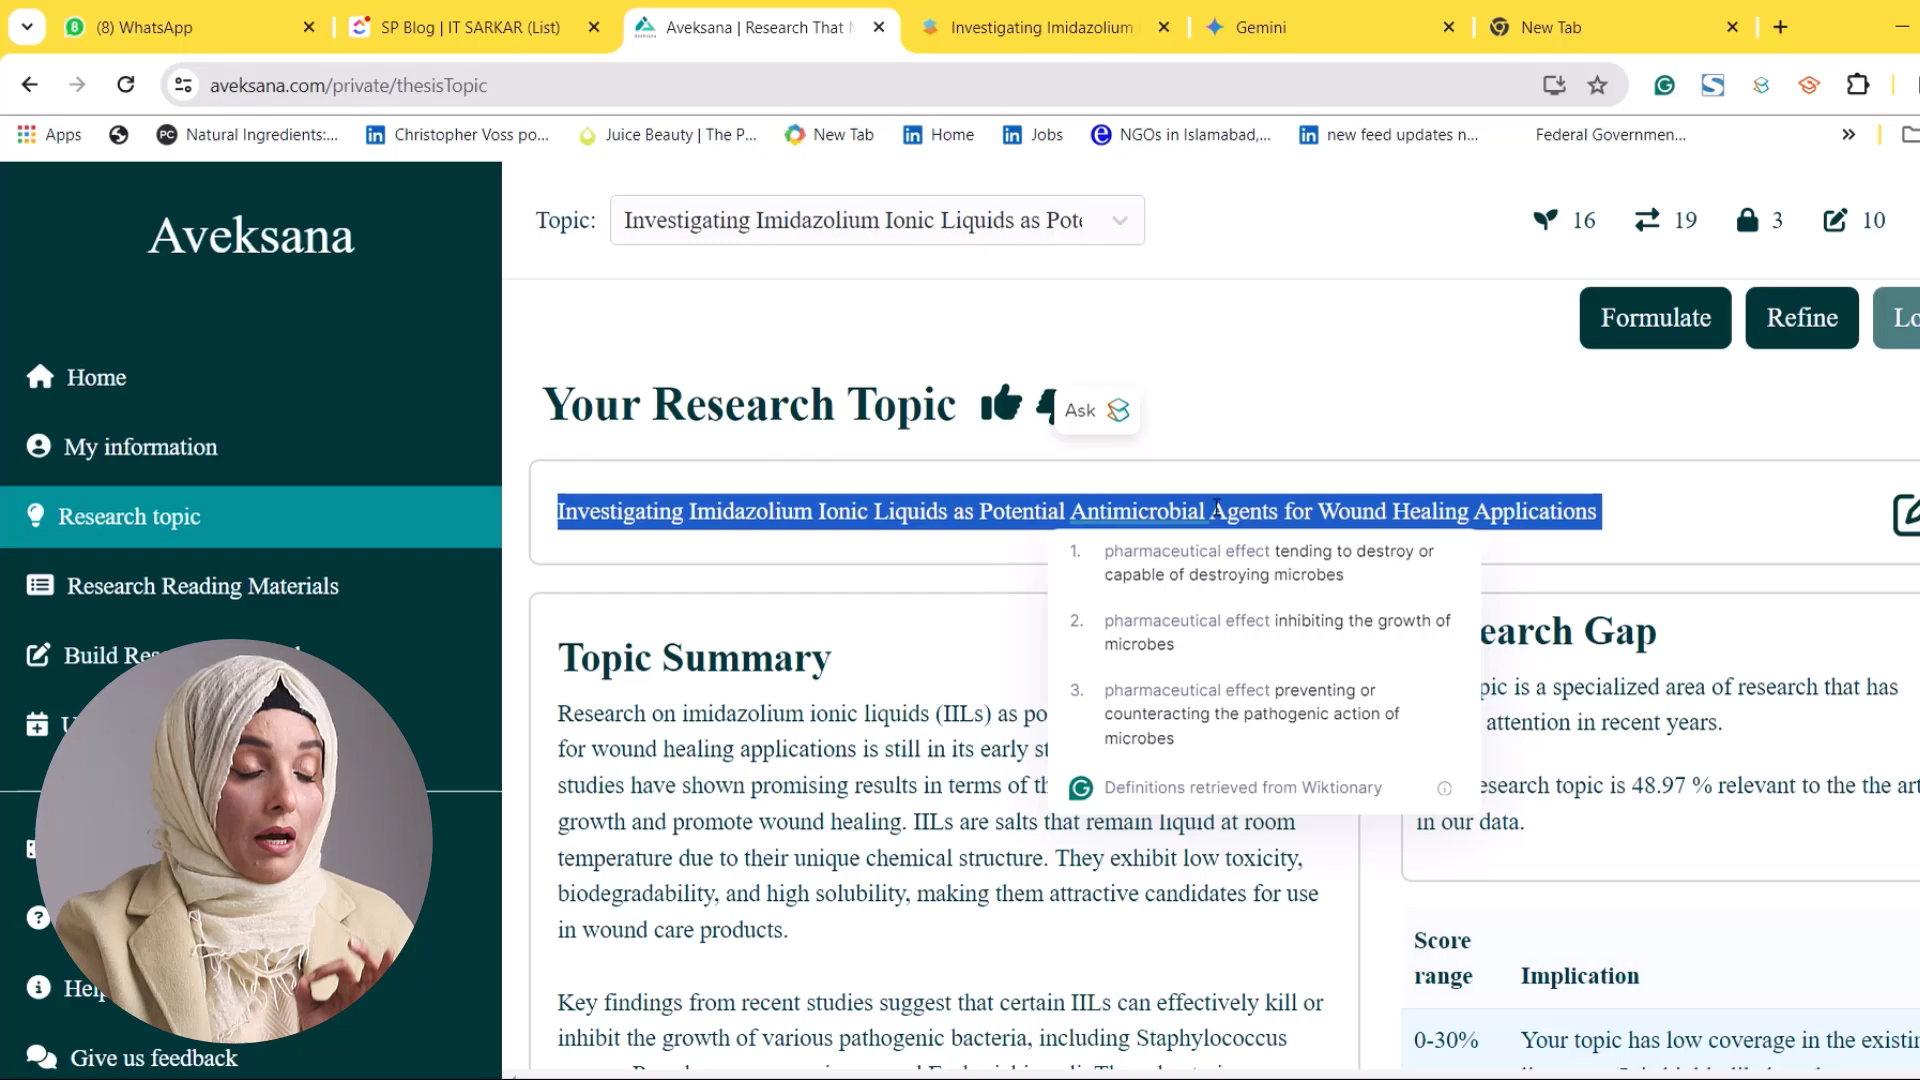 (8) WhatsApp
SP Blog | IT SARKAR (List)
Aveksana | Research That
Investigating Imidazolium
Gemini
New Tab
aveksana.com/private/thesisTopic
Apps
Natural Ingredients:...
Christopher Voss po...
Juice Beauty | The P...
New Tab
Home
Jobs
NGOs in Islamabad,...
new feed updates n...
Federal Governmen...
Aveksana
Topic:
Investigating Imidazolium Ionic Liquids as Pote
16
19
3
10
Formulate
Refine
Lo
Home
My information
Research topic
Research Reading Materials
Build Res
Help
Give us feedback
Your Research Topic
Ask
Investigating Imidazolium Ionic Liquids as Potential Antimicrobial Agents for Wound Healing Applications
1. pharmaceutical effect tending to destroy or
capable of destroying microbes
2. pharmaceutical effect inhibiting the growth of
microbes
3. pharmaceutical effect preventing or
counteracting the pathogenic action of
microbes
Definitions retrieved from Wiktionary
Topic Summary
Research on imidazolium ionic liquids (IILs) as po
for wound healing applications is still in its early st
studies have shown promising results in terms of th
growth and promote wound healing. IILs are salts that remain liquid at room
temperature due to their unique chemical structure. They exhibit low toxicity,
biodegradability, and high solubility, making them attractive candidates for use
in wound care products.
Key findings from recent studies suggest that certain IILs can effectively kill or
inhibit the growth of various pathogenic bacteria, including Staphylococcus
earch Gap
pic is a specialized area of research that has
attention in recent years.
esearch topic is 48.97 % relevant to the the art
in our data.
Score
range
Implication
0-30%
Your topic has low coverage in the existin